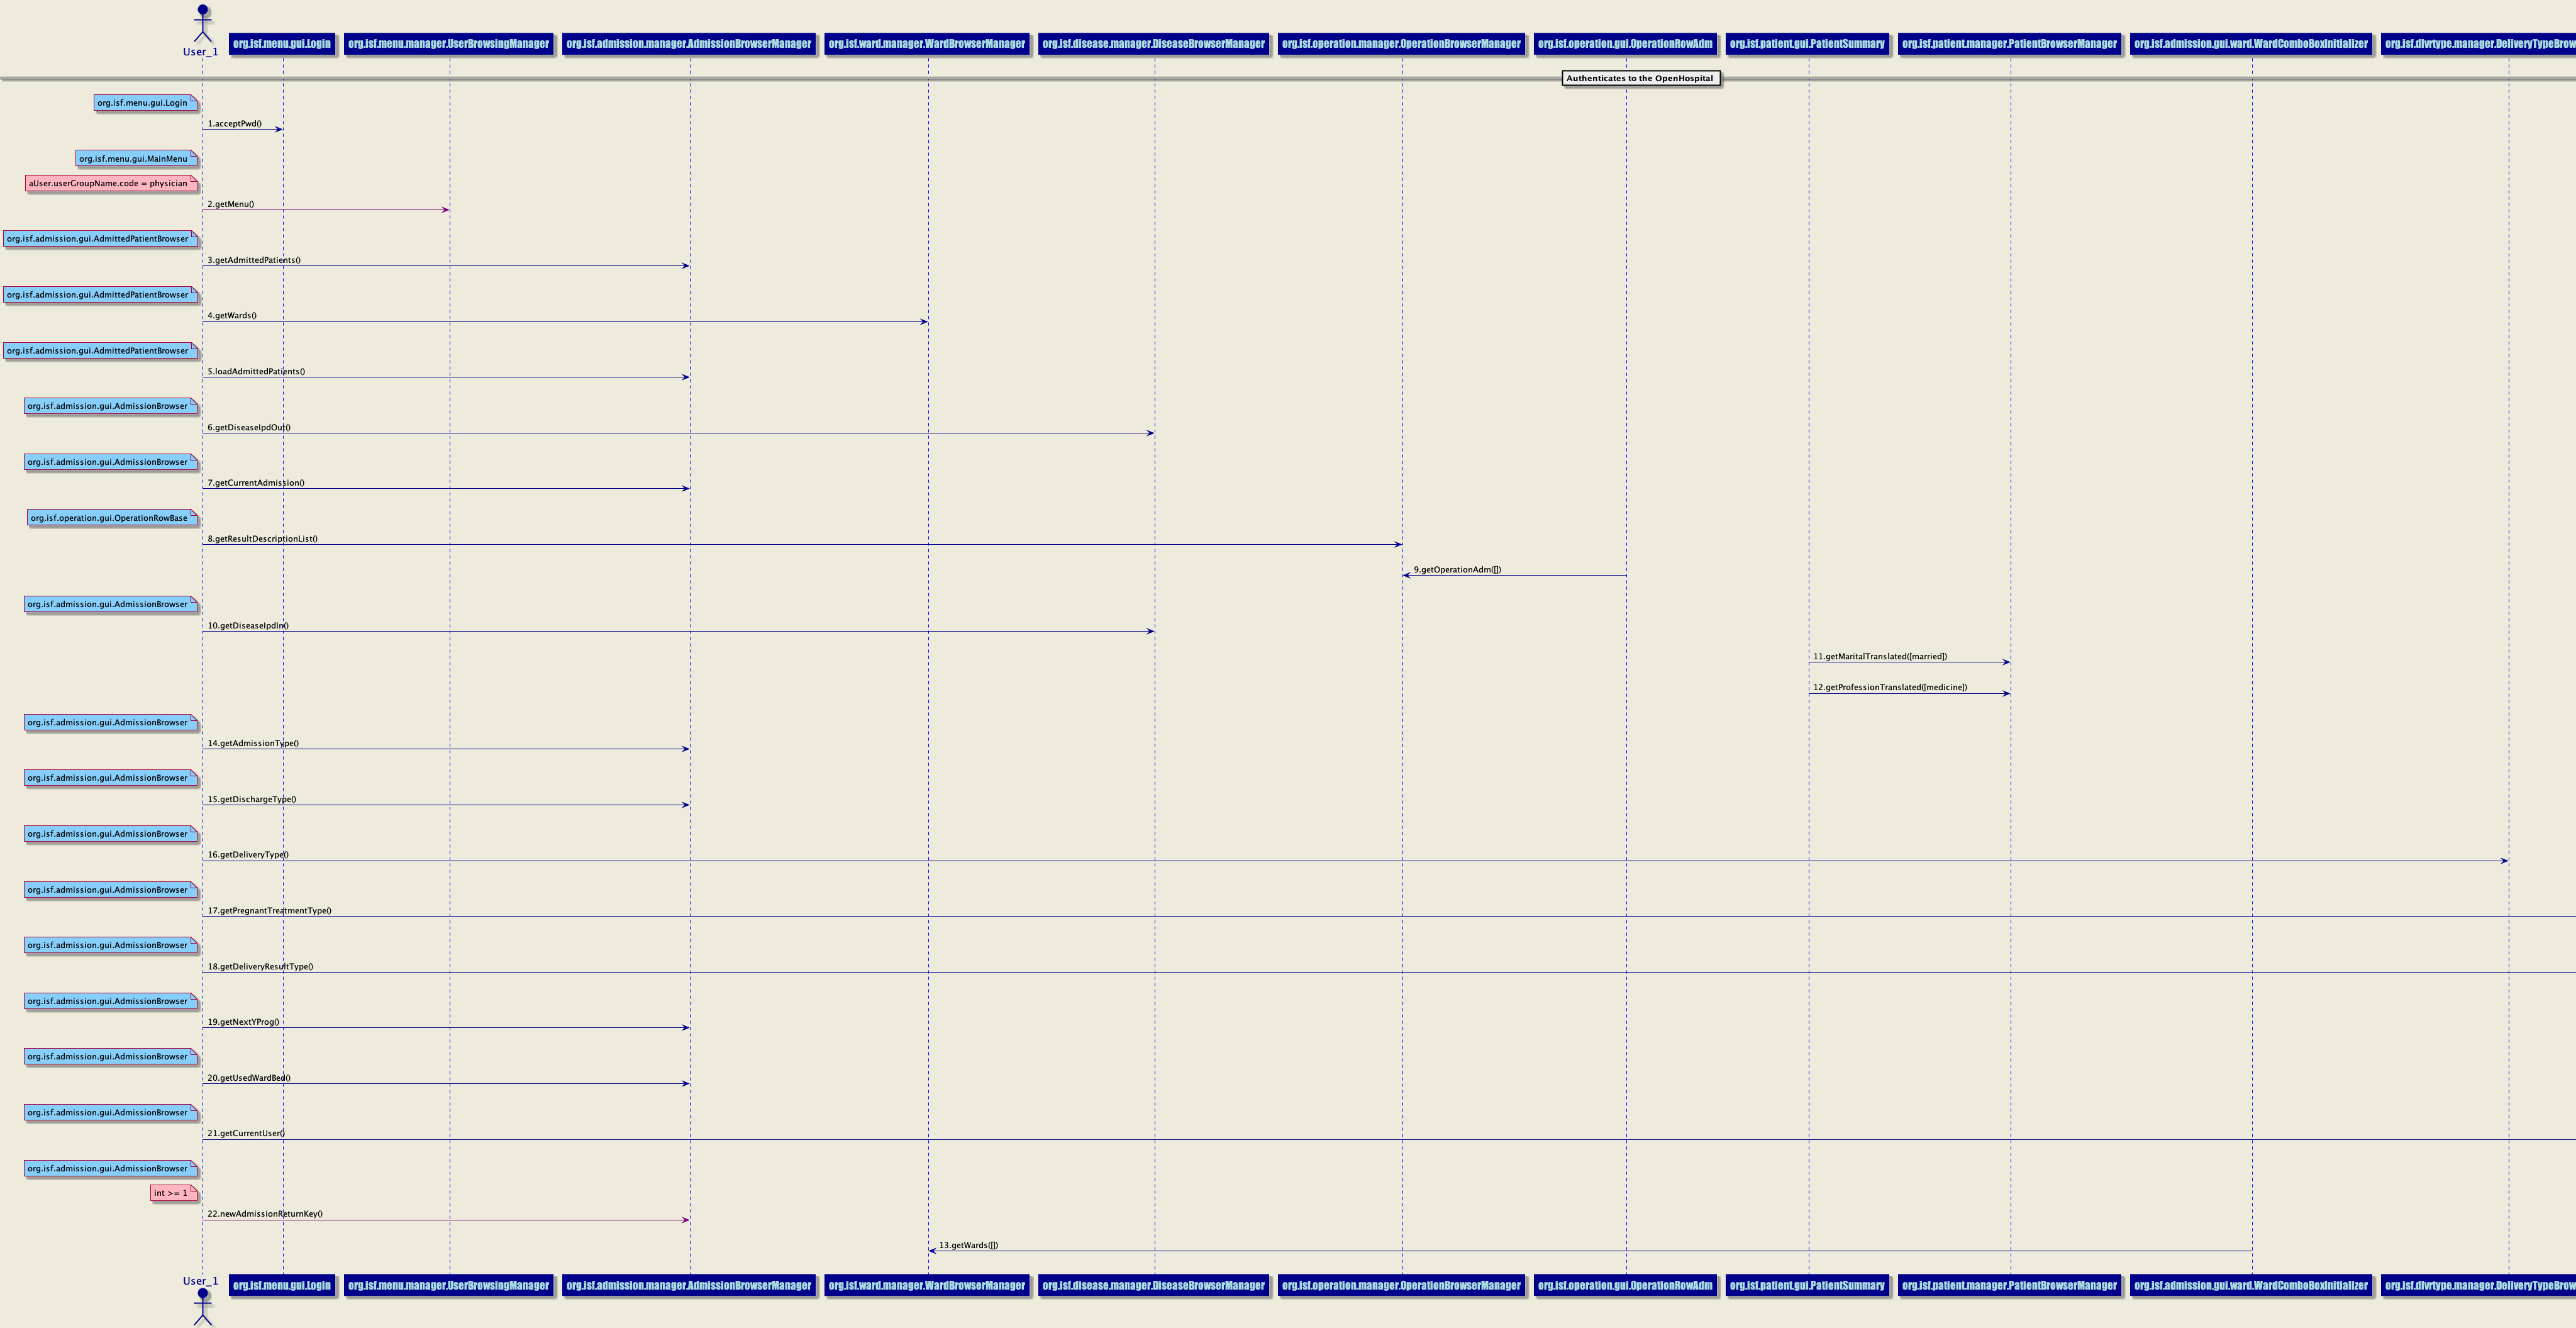 User_1
org.isf.menu.gui.Login
org.isf.menu.manager.UserBrowsingManager
org.isf.admission.manager.AdmissionBrowserManager
org.isf.ward.manager.WardBrowserManager
org.isf.disease.manager.DiseaseBrowserManager
org.isf.operation.manager.OperationBrowserManager
org.isf.operation.gui.OperationRowAdm
org.isf.patient.gui.PatientSummary
org.isf.patient.manager.PatientBrowserManager
org.isf.admission.gui.ward.WardComboBoxInitializer
org.isf.dlvrtype.manager.DeliveryTypeBrow
Authenticates to the OpenHospital
org.isf.menu.gui.Login
1.acceptPwd()
org.isf.menu.gui.MainMenu
aUser.userGroupName.code = physician
2.getMenu()
org.isf.admission.gui.AdmittedPatientBrowser
3.getAdmittedPatients()
org.isf.admission.gui.AdmittedPatientBrowser
4.getWards()
org.isf.admission.gui.AdmittedPatientBrowser
5.loadAdmittedPatients()
org.isf.admission.gui.AdmissionBrowser
6.getDiseaseIpdOut()
org.isf.admission.gui.AdmissionBrowser
7.getCurrentAdmission()
org.isf.operation.gui.OperationRowBase
8.getResultDescriptionList()
9.getOperationAdm([])
org.isf.admission.gui.AdmissionBrowser
10.getDiseaseIpdIn()
11.getMaritalTranslated([married])
12.getProfessionTranslated([medicine])
org.isf.admission.gui.AdmissionBrowser
14.getAdmissionType()
org.isf.admission.gui.AdmissionBrowser
15.getDischargeType()
org.isf.admission.gui.AdmissionBrowser
16.getDeliveryType()
org.isf.admission.gui.AdmissionBrowser
17.getPregnantTreatmentType()
org.isf.admission.gui.AdmissionBrowser
18.getDeliveryResultType()
org.isf.admission.gui.AdmissionBrowser
19.getNextYProg()
org.isf.admission.gui.AdmissionBrowser
20.getUsedWardBed()
org.isf.admission.gui.AdmissionBrowser
21.getCurrentUser()
org.isf.admission.gui.AdmissionBrowser
int >= 1
22.newAdmissionReturnKey()
13.getWards([])
User_1
org.isf.menu.gui.Login
org.isf.menu.manager.UserBrowsingManager
org.isf.admission.manager.AdmissionBrowserManager
org.isf.ward.manager.WardBrowserManager
org.isf.disease.manager.DiseaseBrowserManager
org.isf.operation.manager.OperationBrowserManager
org.isf.operation.gui.OperationRowAdm
org.isf.patient.gui.PatientSummary
org.isf.patient.manager.PatientBrowserManager
org.isf.admission.gui.ward.WardComboBoxInitializer
org.isf.dlvrtype.manager.DeliveryTypeBrow